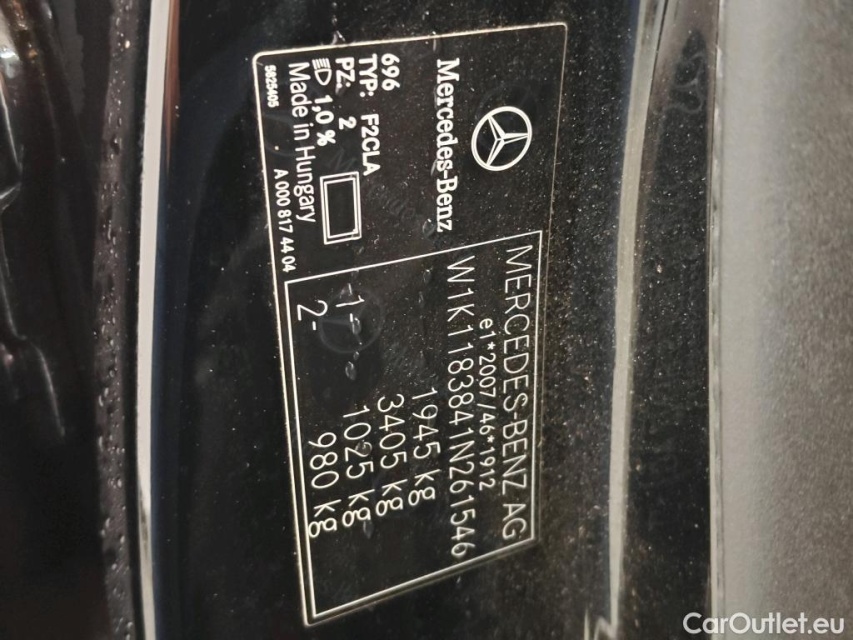 Mercedes-Benz
696
TYP: F2CLA
PZ: 2
1,0 %
Made in Hungary
5625405
A 000 817 44 04
MERCEDES-BENZ AG
e1*2007/46*1912
W1K1183841N261546
1945 kg
3405 kg
1- 1025 kg
2- 980 kg
CarOutlet.eu